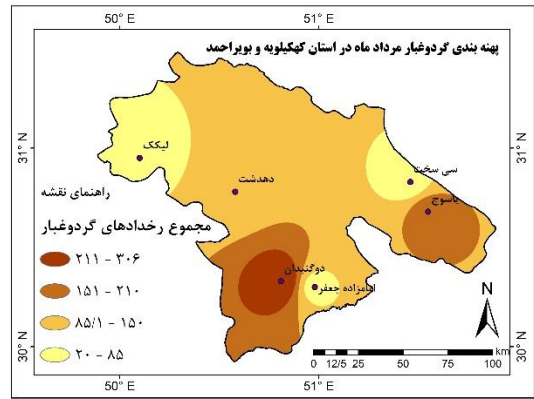 50° E
51° E
پهنه بندی گردوغبار مرداد ماه در استان کهکیلویه و بویراحمد
31° N
31° N
لیکک
سی سخت
دهدشت
یاسوج
راهنمای نقشه
مجموع رخدادهای گردوغبار
۲۱۱ - ۳۰۶
۱۵۱ - ۲۱۰
۸۵/۱ - ۱۵۰
۲۰ - ۸۵
دوگنبدان
امامزاده جعفر
N
30° N
30° N
km
0 12/5 25 50 75 100
50° E
51° E